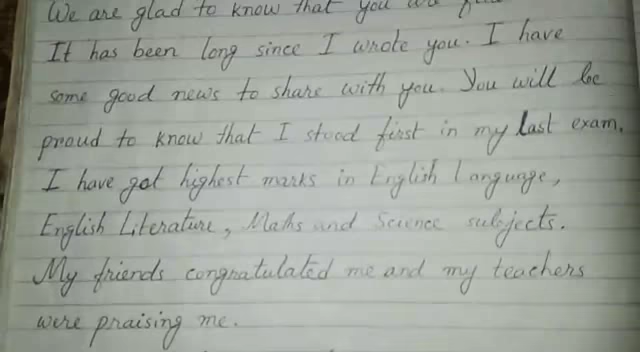 We are glad to know that you
It has been long since I wrote you. I have
some good news to share with you. You will be
proud to know that I stood first in my last exam.
I have got highest marks in English Language,
English Literature, Maths and Science subjects.
My friends congratulated me and my teachers
were praising me.